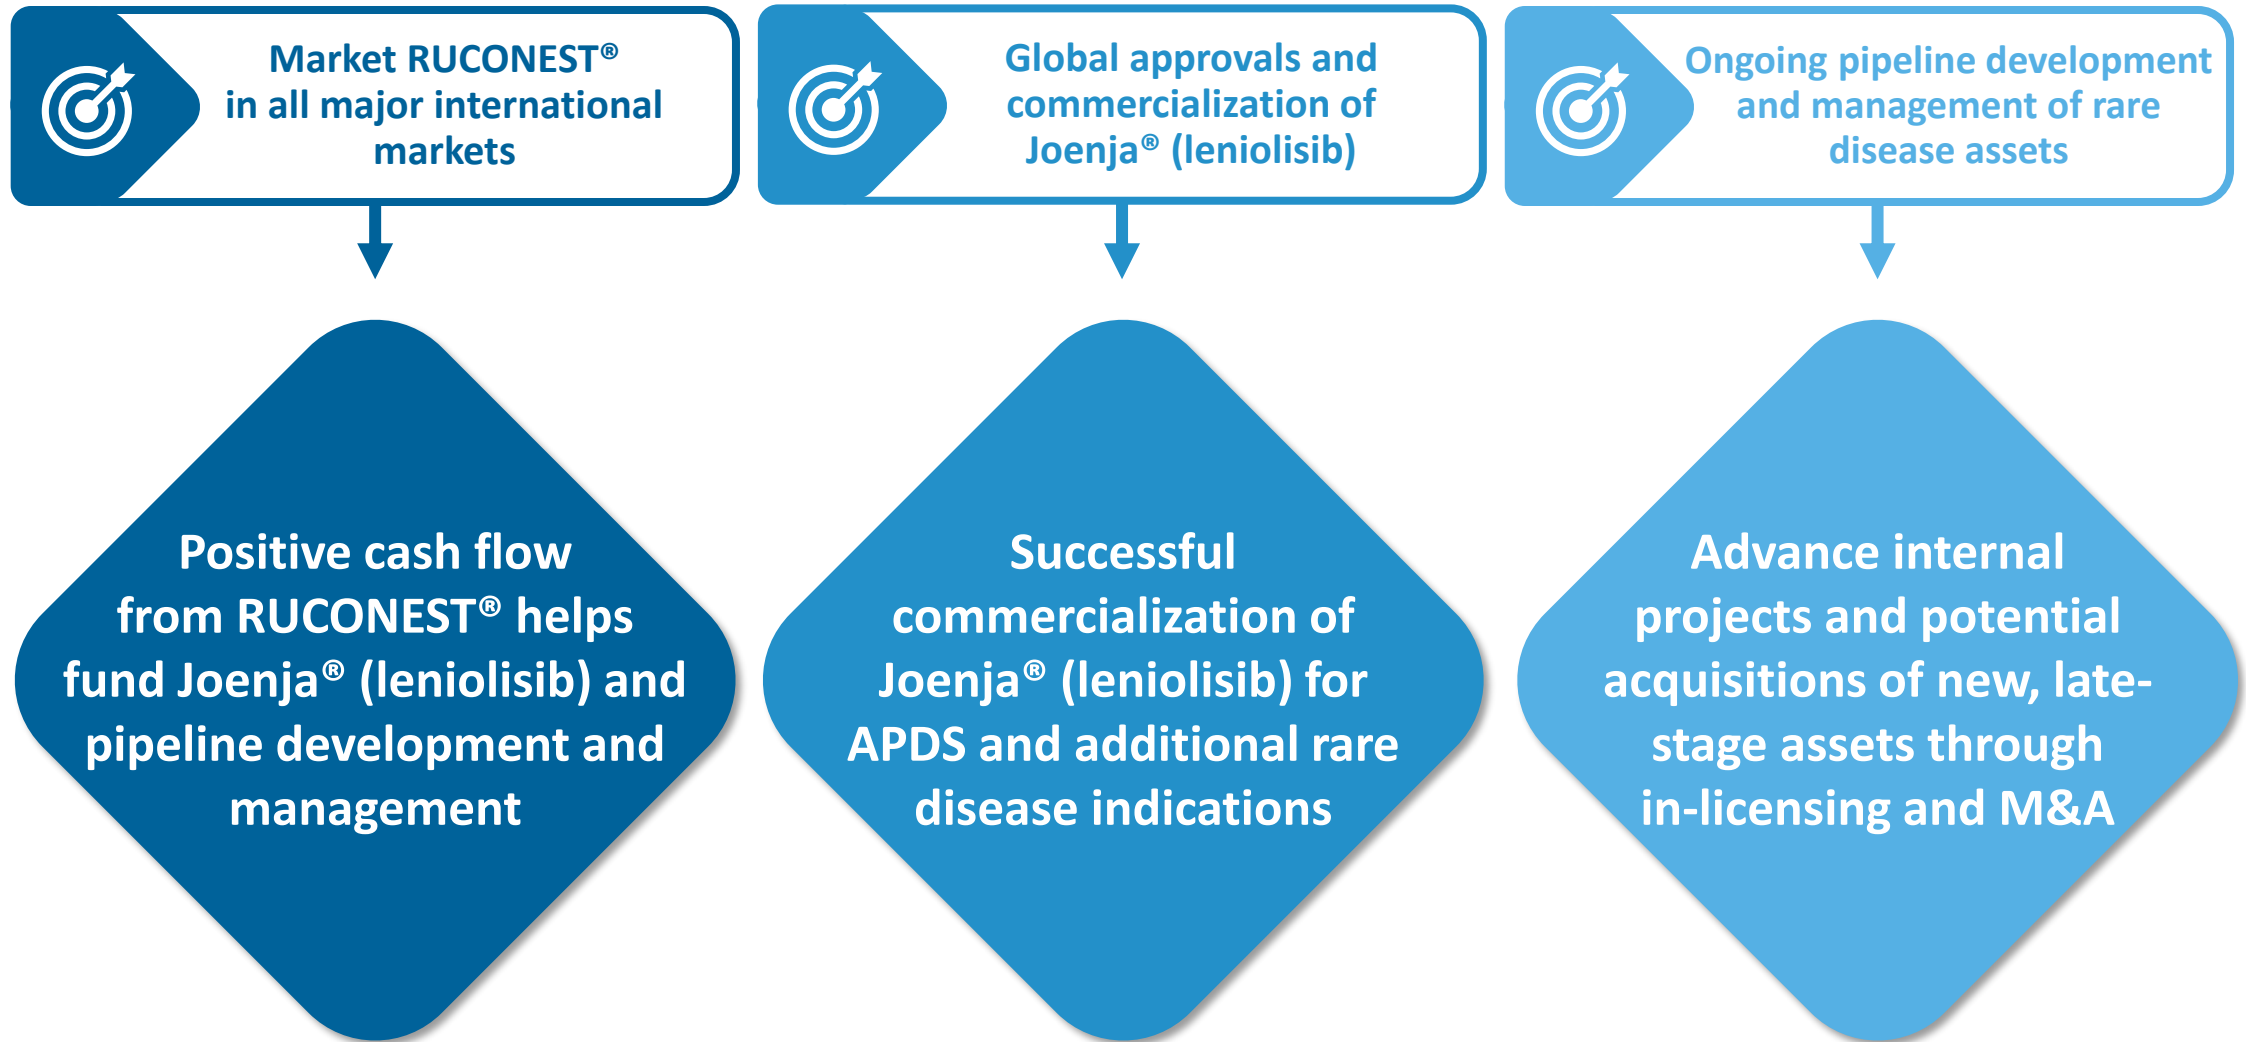 Market RUCONEST®
in all major international
markets
Global approvals and
commercialization of
Joenja® (leniolisib)
Ongoing pipeline development
and management of rare
disease assets
Positive cash flow
from RUCONEST® helps
fund Joenja® (leniolisib) and
pipeline development and
management
Successful
commercialization of
Joenja® (leniolisib) for
APDS and additional rare
disease indications
Advance internal
projects and potential
acquisitions of new, late-
stage assets through
in-licensing and M&A